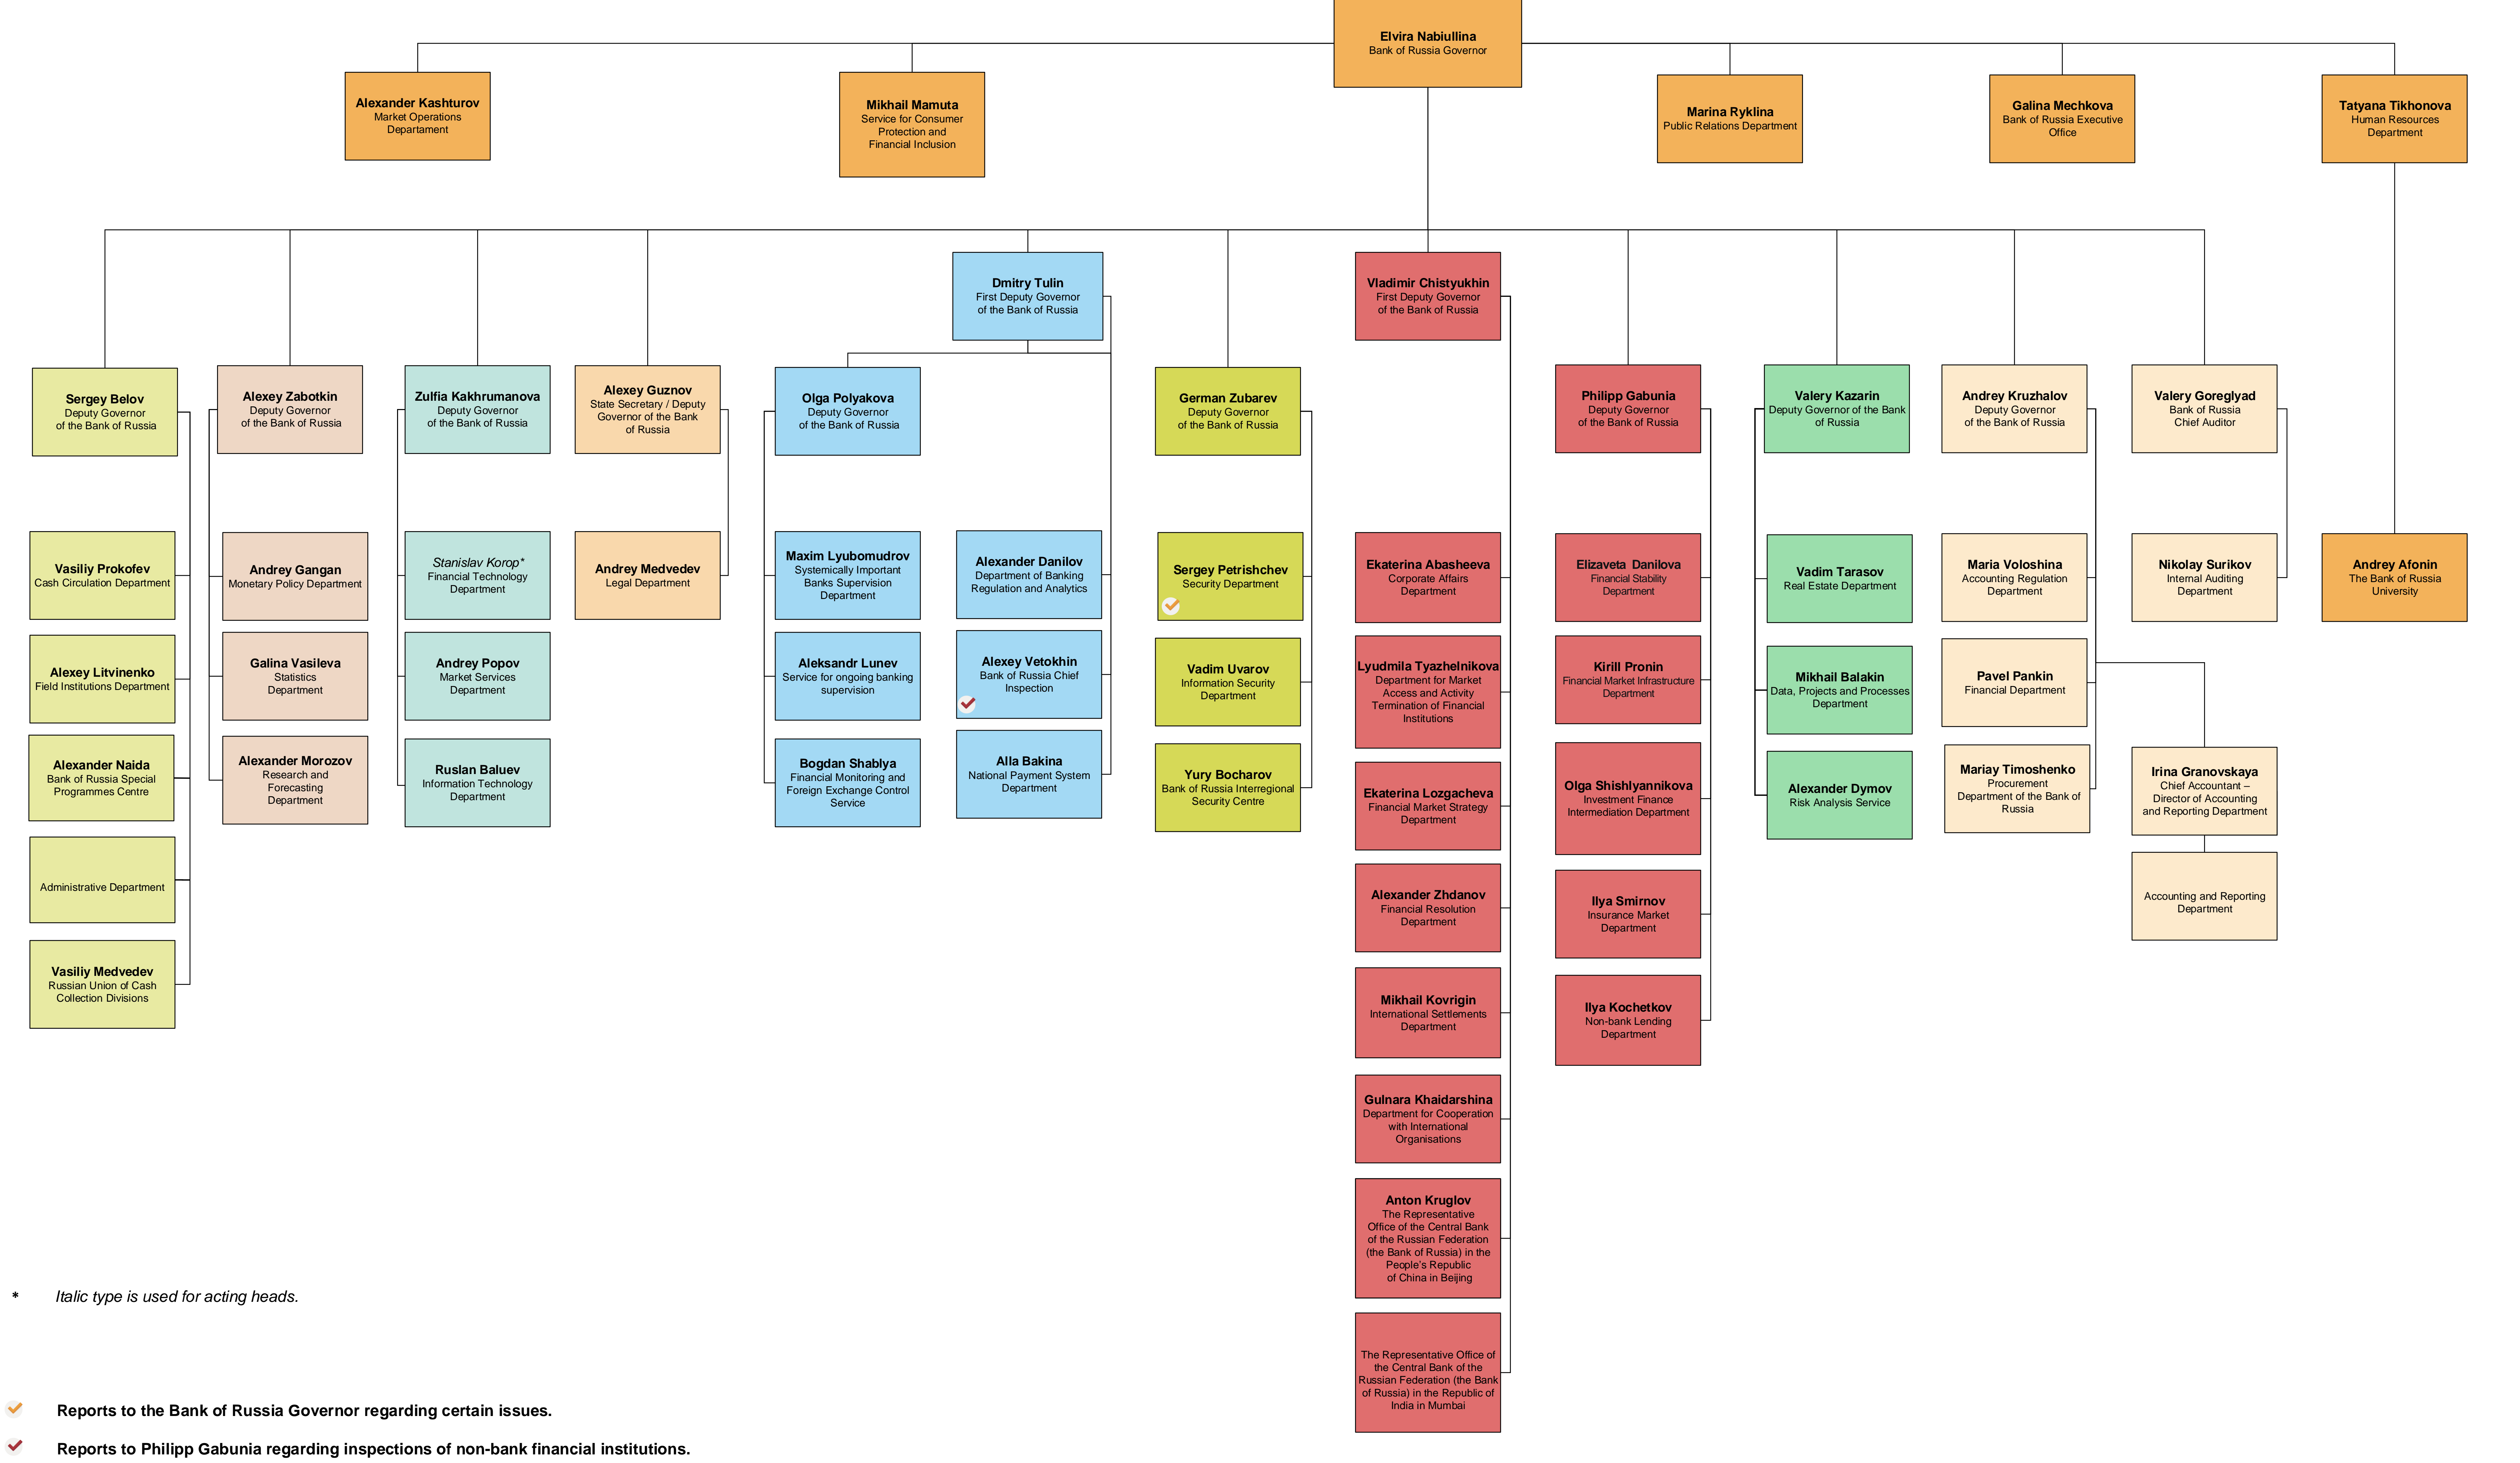 Elvira Nabiullina
Bank of Russia Governor
Alexander Kashturov
Market Operations
Departament
Mikhail Mamuta
Service for Consumer
Protection and
Financial Inclusion
Marina Ryklina
Public Relations Department
Galina Mechkova
Bank of Russia Executive
Office
Tatyana Tikhonova
Human Resources
Department
Dmitry Tulin
First Deputy Governor
of the Bank of Russia
Vladimir Chistyukhin
First Deputy Governor
of the Bank of Russia
Sergey Belov
Deputy Governor
of the Bank of Russia
Alexey Zabotkin
Deputy Governor
of the Bank of Russia
Zulfia Kakhrumanova
Deputy Governor
of the Bank of Russia
Alexey Guznov
State Secretary / Deputy
Governor of the Bank
of Russia
Olga Polyakova
Deputy Governor
of the Bank of Russia
German Zubarev
Deputy Governor
of the Bank of Russia
Philipp Gabunia
Deputy Governor
of the Bank of Russia
Valery Kazarin
Deputy Governor of the Bank
of Russia
Andrey Kruzhalov
Deputy Governor
of the Bank of Russia
Valery Goreglyad
Bank of Russia
Chief Auditor
Vasiliy Prokofev
Cash Circulation Department
Alexey Litvinenko
Field Institutions Department
Alexander Naida
Bank of Russia Special
Programmes Centre
Administrative Department
Vasiliy Medvedev
Russian Union of Cash
Collection Divisions
Andrey Gangan
Monetary Policy Department
Galina Vasileva
Statistics
Department
Alexander Morozov
Research and
Forecasting
Department
Stanislav Korop*
Financial Technology
Department
Andrey Popov
Market Services
Department
Ruslan Baluev
Information Technology
Department
Andrey Medvedev
Legal Department
Maxim Lyubomudrov
Systemically Important
Banks Supervision
Department
Aleksandr Lunev
Service for ongoing banking
supervision
Bogdan Shablya
Financial Monitoring and
Foreign Exchange Control
Service
Alexander Danilov
Department of Banking
Regulation and Analytics
Alexey Vetokhin
Bank of Russia Chief
Inspection
Alla Bakina
National Payment System
Department
Sergey Petrishchev
Security Department
Vadim Uvarov
Information Security
Department
Yury Bocharov
Bank of Russia Interregional
Security Centre
Ekaterina Abasheeva
Corporate Affairs
Department
Lyudmila Tyazhelnikova
Department for Market
Access and Activity
Termination of Financial
Institutions
Ekaterina Lozgacheva
Financial Market Strategy
Department
Alexander Zhdanov
Financial Resolution
Department
Mikhail Kovrigin
International Settlements
Department
Gulnara Khaidarshina
Department for Cooperation
with International
Organisations
Anton Kruglov
The Representative
Office of the Central Bank
of the Russian Federation
(the Bank of Russia) in the
People's Republic
of China in Beijing
The Representative Office of
the Central Bank of the
Russian Federation (the Bank
of Russia) in the Republic of
India in Mumbai
Elizaveta Danilova
Financial Stability
Department
Kirill Pronin
Financial Market Infrastructure
Department
Olga Shishlyannikova
Investment Finance
Intermediation Department
Ilya Smirnov
Insurance Market
Department
Ilya Kochetkov
Non-bank Lending
Department
Vadim Tarasov
Real Estate Department
Mikhail Balakin
Data, Projects and Processes
Department
Alexander Dymov
Risk Analysis Service
Maria Voloshina
Accounting Regulation
Department
Pavel Pankin
Financial Department
Mariay Timoshenko
Procurement
Department of the Bank of
Russia
Nikolay Surikov
Internal Auditing
Department
Irina Granovskaya
Chief Accountant –
Director of Accounting
and Reporting Department
Accounting and Reporting
Department
Andrey Afonin
The Bank of Russia
University
* Italic type is used for acting heads.
Reports to the Bank of Russia Governor regarding certain issues.
Reports to Philipp Gabunia regarding inspections of non-bank financial institutions.